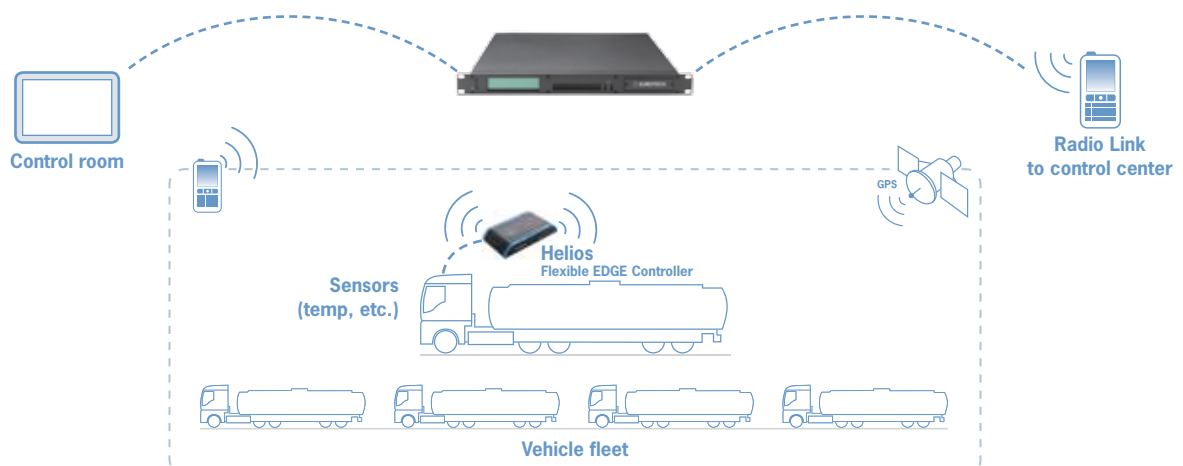 Control room
Radio Link
to control center
GPS
Helios
Flexible EDGE Controller
Sensors
(temp, etc.)
Vehicle fleet